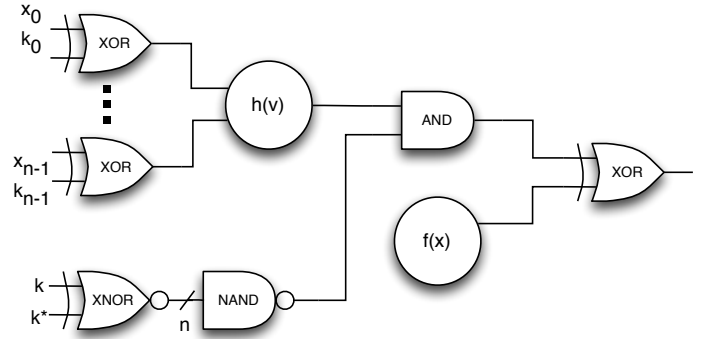 x0
XOR
k0
h(v)
AND
xn-1
XOR
kn-1
XOR
f(x)
k
XNOR
NAND
k*
n